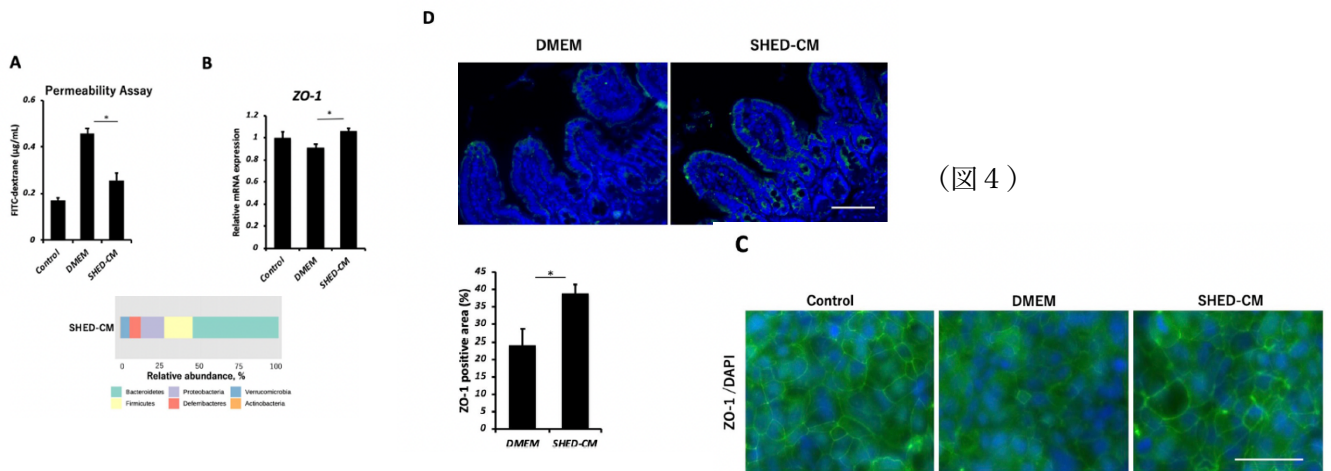 D
DMEM SHED-CM
A
Permeability Assay
0.6
0.4
0.2
0
FITC-dextrane (μg/mL)
Control DMEM SHED-CM
*
B
ZO-1
1.2
1
0.8
0.6
0.4
0.2
0
Relative mRNA expression
Control DMEM SHED-CM
*
(図4)
SHED-CM
0 25 50 75 100
Relative abundance, %
Bacteroidetes Proteobacteria Verrucomicrobia
Firmicutes Deferribacteres Actinobacteria
45
40
35
30
25
20
15
10
5
0
ZO-1 positive area (%)
DMEM SHED-CM
*
C
Control DMEM SHED-CM
ZO-1 /DAPI